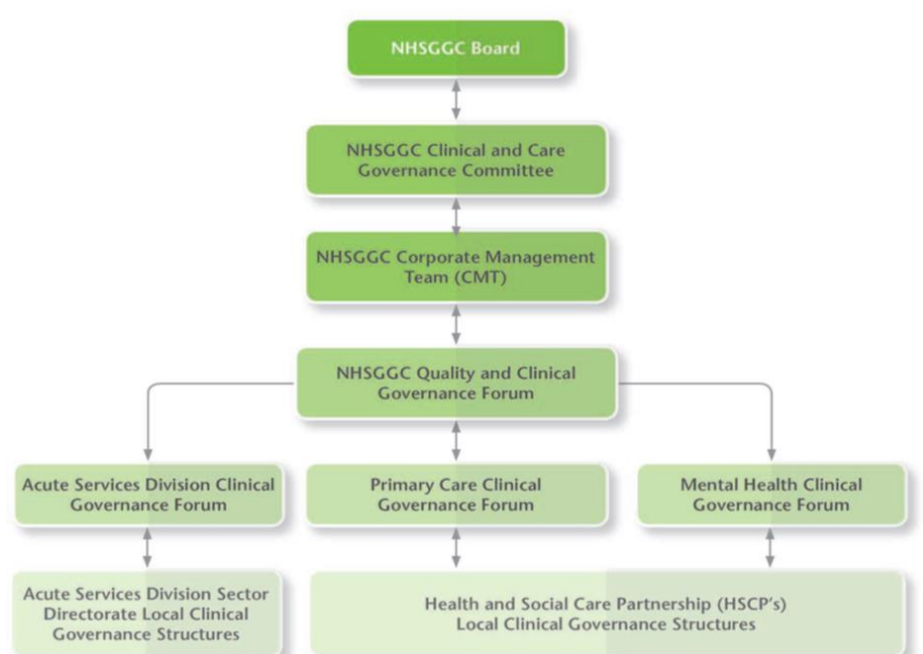 NHSGGC Board
NHSGGC Clinical and Care
Governance Committee
NHSGGC Corporate Management
Team (CMT)
NHSGGC Quality and Clinical
Governance Forum
Acute Services Division Clinical
Governance Forum
Primary Care Clinical
Governance Forum
Mental Health Clinical
Governance Forum
Acute Services Division Sector
Directorate Local Clinical
Governance Structures
Health and Social Care Partnership (HSCP's)
Local Clinical Governance Structures